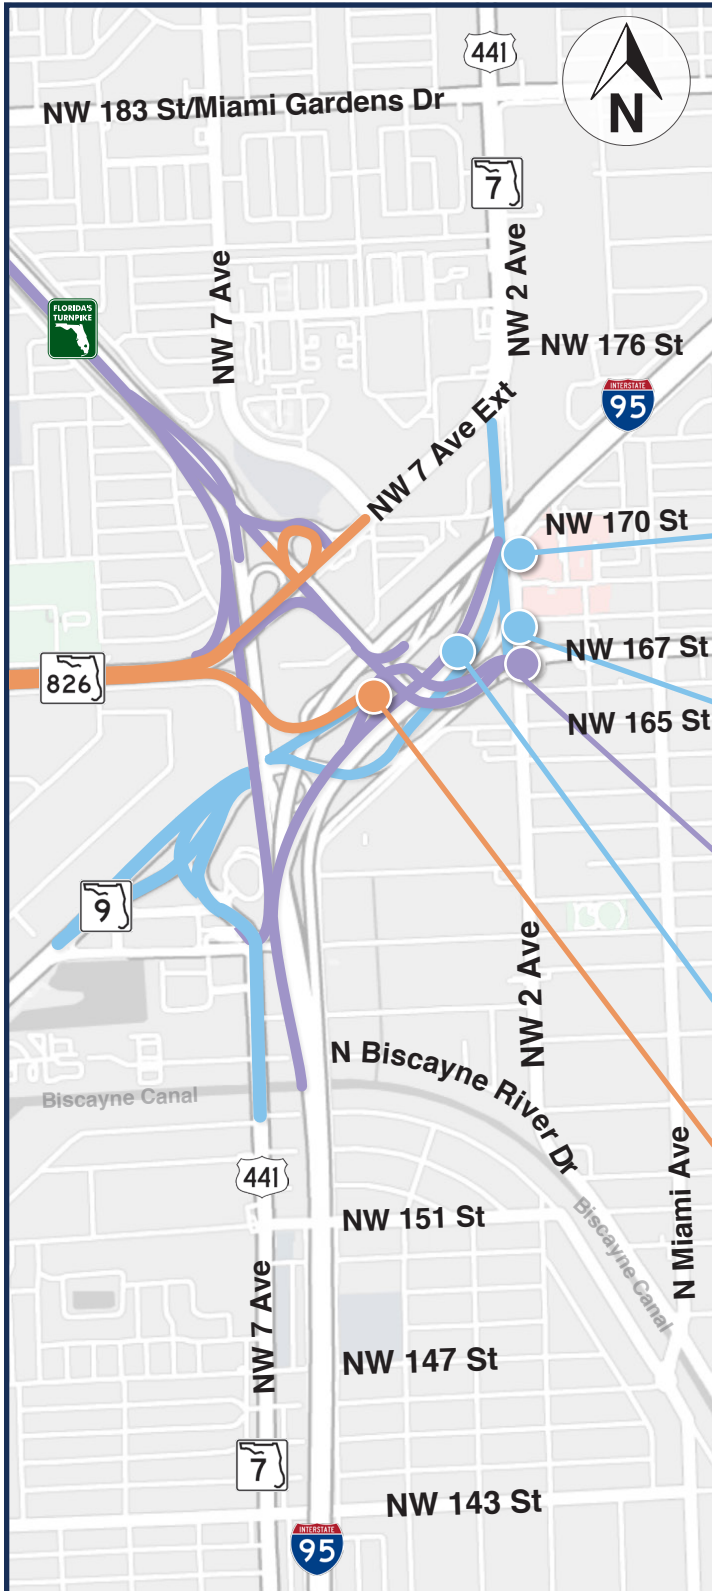 441
NW 183 St/Miami Gardens Dr
N
7
NW 7 Ave
NW 2 Ave
FLORIDA'S
TURNPIKE
NW 176 St
INTERSTATE
95
NW 7 Ave Ext
NW 170 St
NW 167 St
826
NW 165 St
9
NW 2 Ave
N Biscayne River Dr
Biscayne Canal
N Miami Ave
441
NW 151 St
Biscayne Canal
NW 7 Ave
NW 147 St
7
NW 143 St
INTERSTATE
95